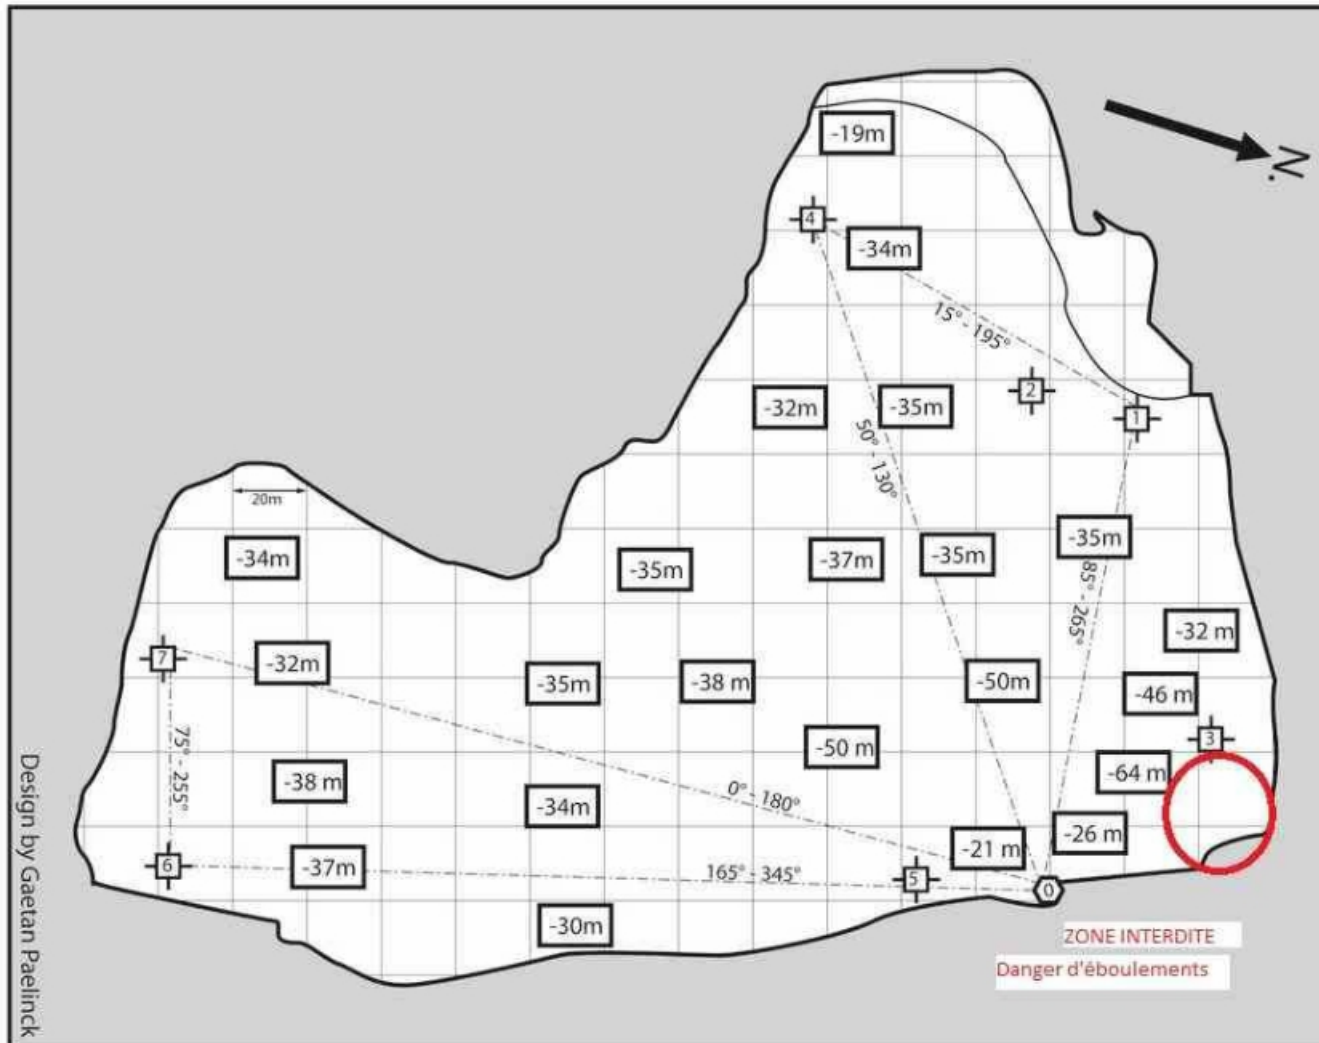 N.
-19m
4
-34m
15° - 195°
2
-32m
-35m
1
50° - 130°
20m
-34m
-35m
-37m
-35m
-35m
85° - 265°
-32 m
7
-32m
-35m
-38 m
-50m
-46 m
3
75° - 255°
-50 m
-64 m
-38 m
-34m
0° - 180°
-21 m
-26 m
6
-37m
165° - 345°
5
0
-30m
ZONE INTERDITE
Danger d'éboulements
Design by Gaetan Paelinck